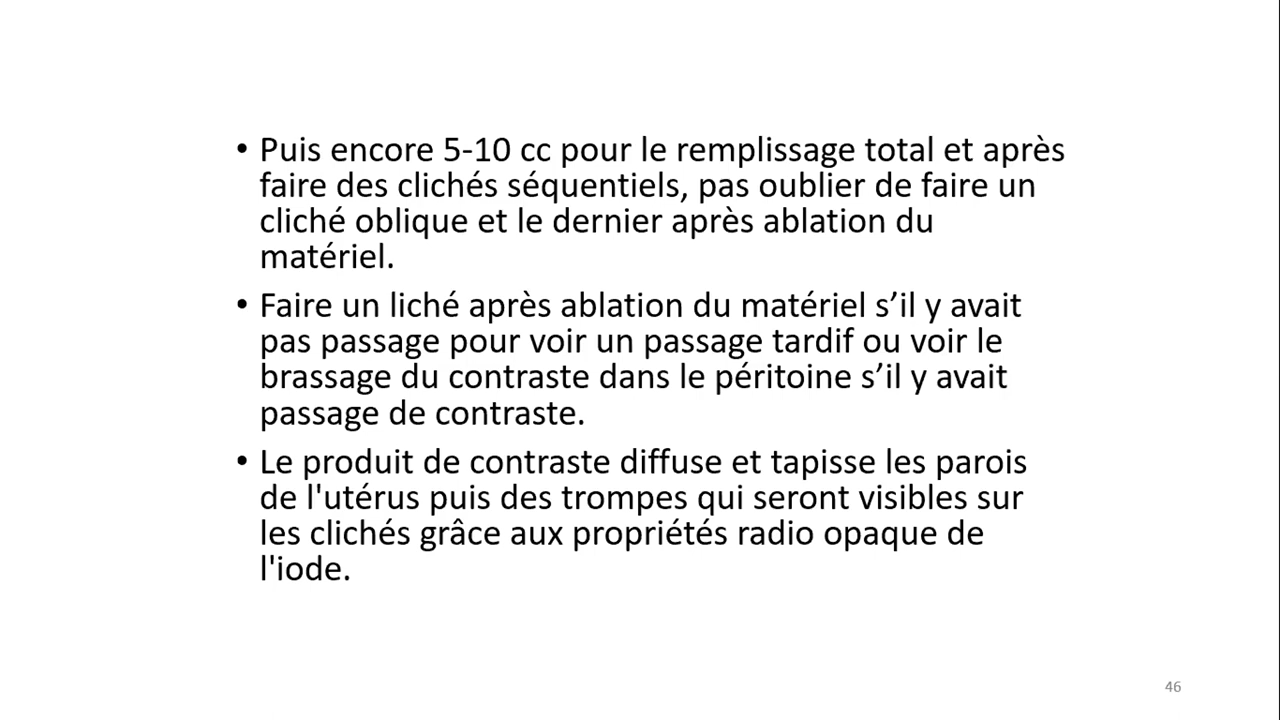 • Puis encore 5-10 cc pour le remplissage total et après
faire des clichés séquentiels, pas oublier de faire un
cliché oblique et le dernier après ablation du
matériel.
• Faire un liché après ablation du matériel s’il y avait
pas passage pour voir un passage tardif ou voir le
brassage du contraste dans le péritoine s’il y avait
passage de contraste.
• Le produit de contraste diffuse et tapisse les parois
de l'utérus puis des trompes qui seront visibles sur
les clichés grâce aux propriétés radio opaque de
l'iode.
46